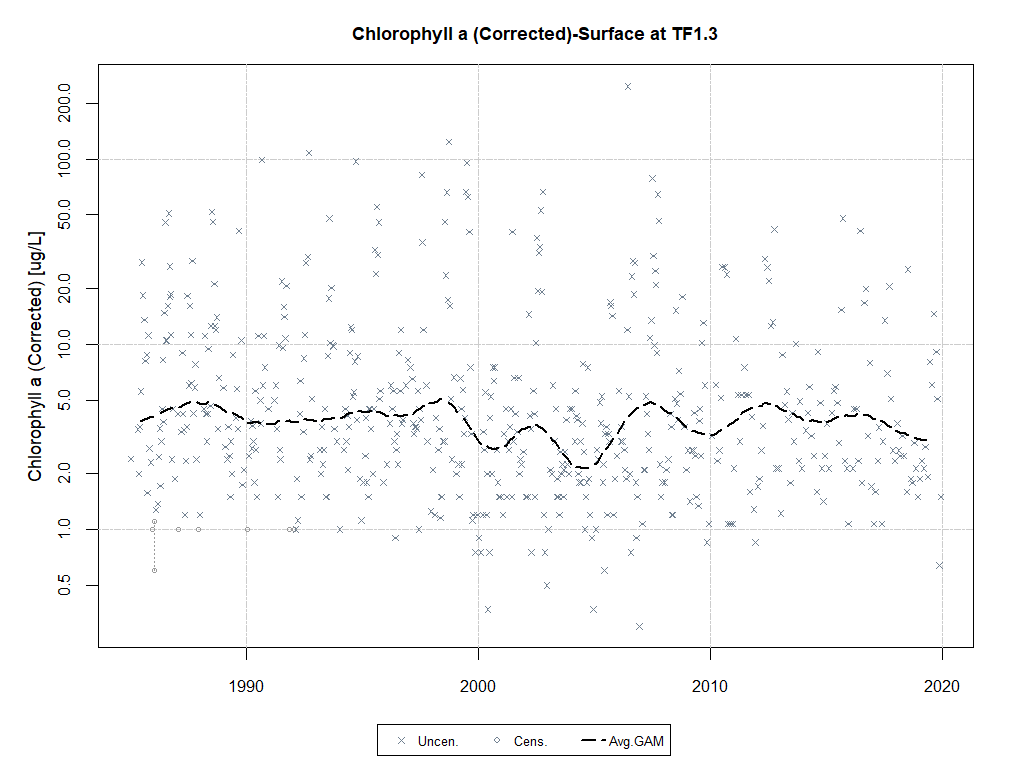 Chlorophyll a (Corrected)-Surface at TF1.3
Chlorophyll a (Corrected) [ug/L]
200.0
100.0
50.0
20.0
10.0
5.0
2.0
1.0
0.5
1990 2000 2010 2020
Uncen. Cens. Avg.GAM